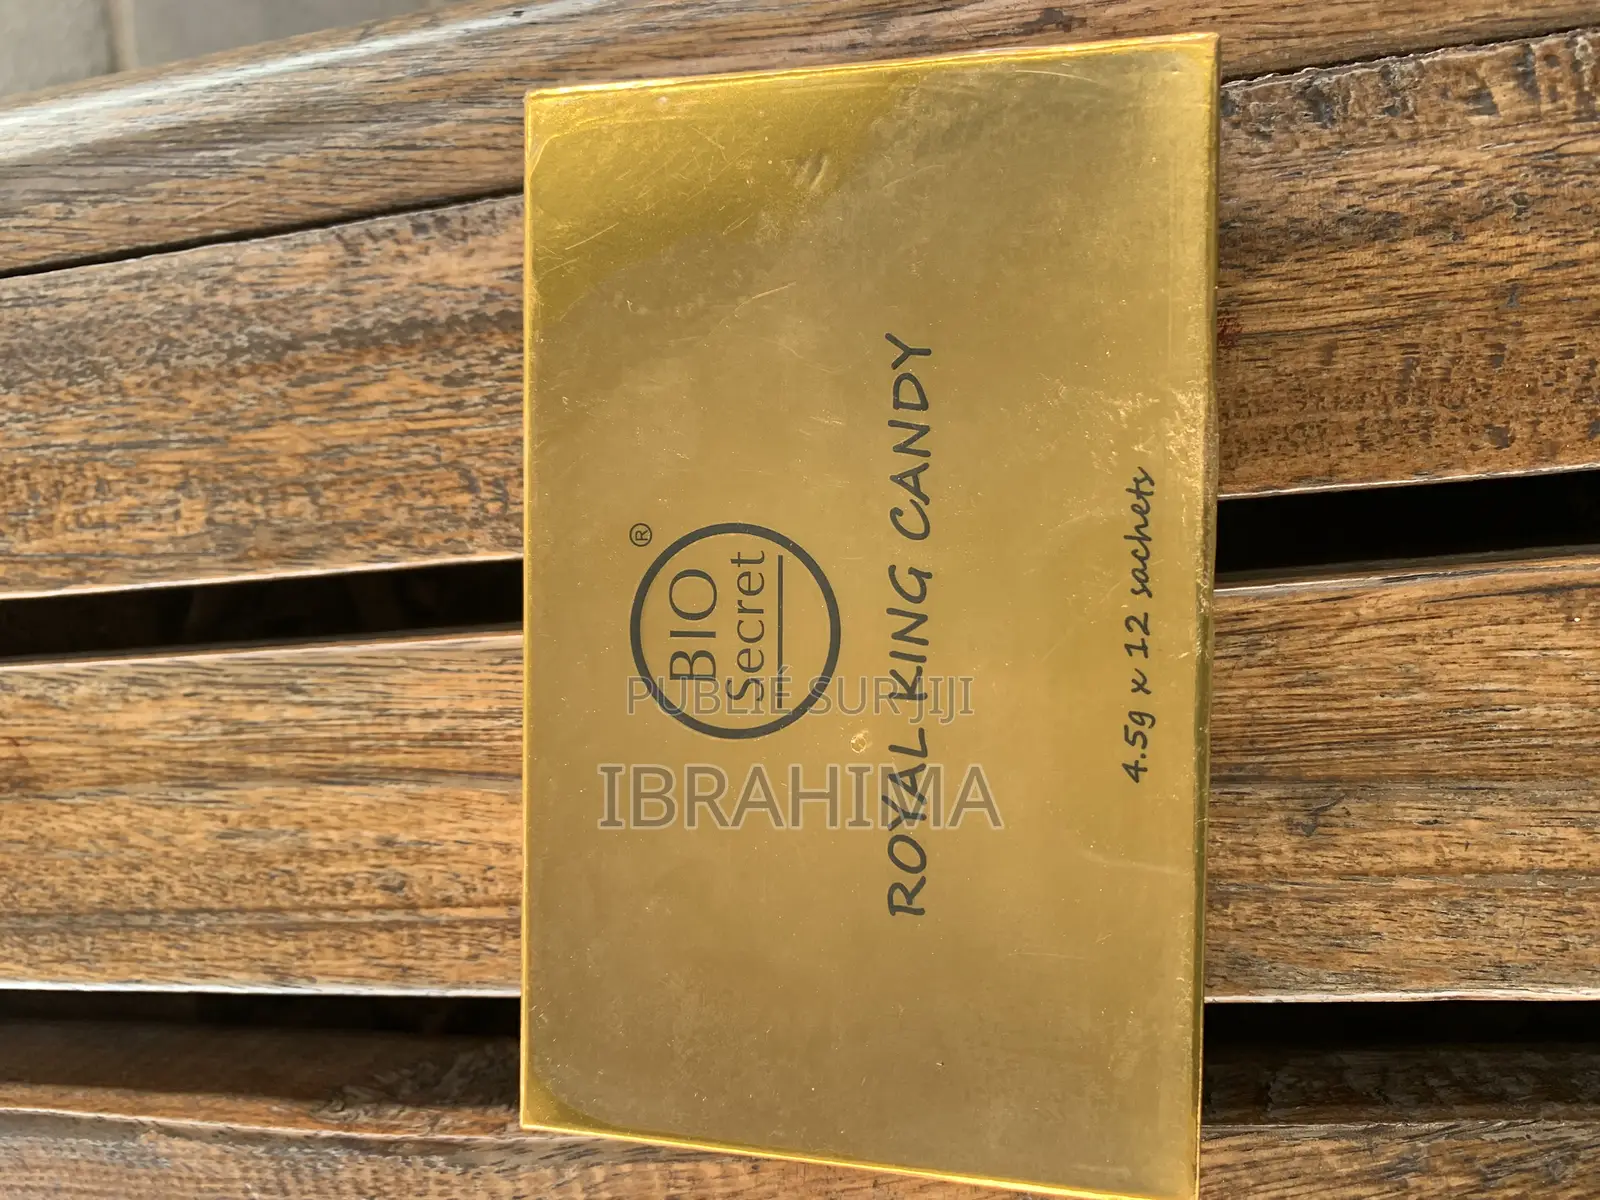 BIO
Secret
®
ROYAL KING CANDY
4.5g x 12 sachets
PUBLIÉ SUR JIJI
IBRAHIMA